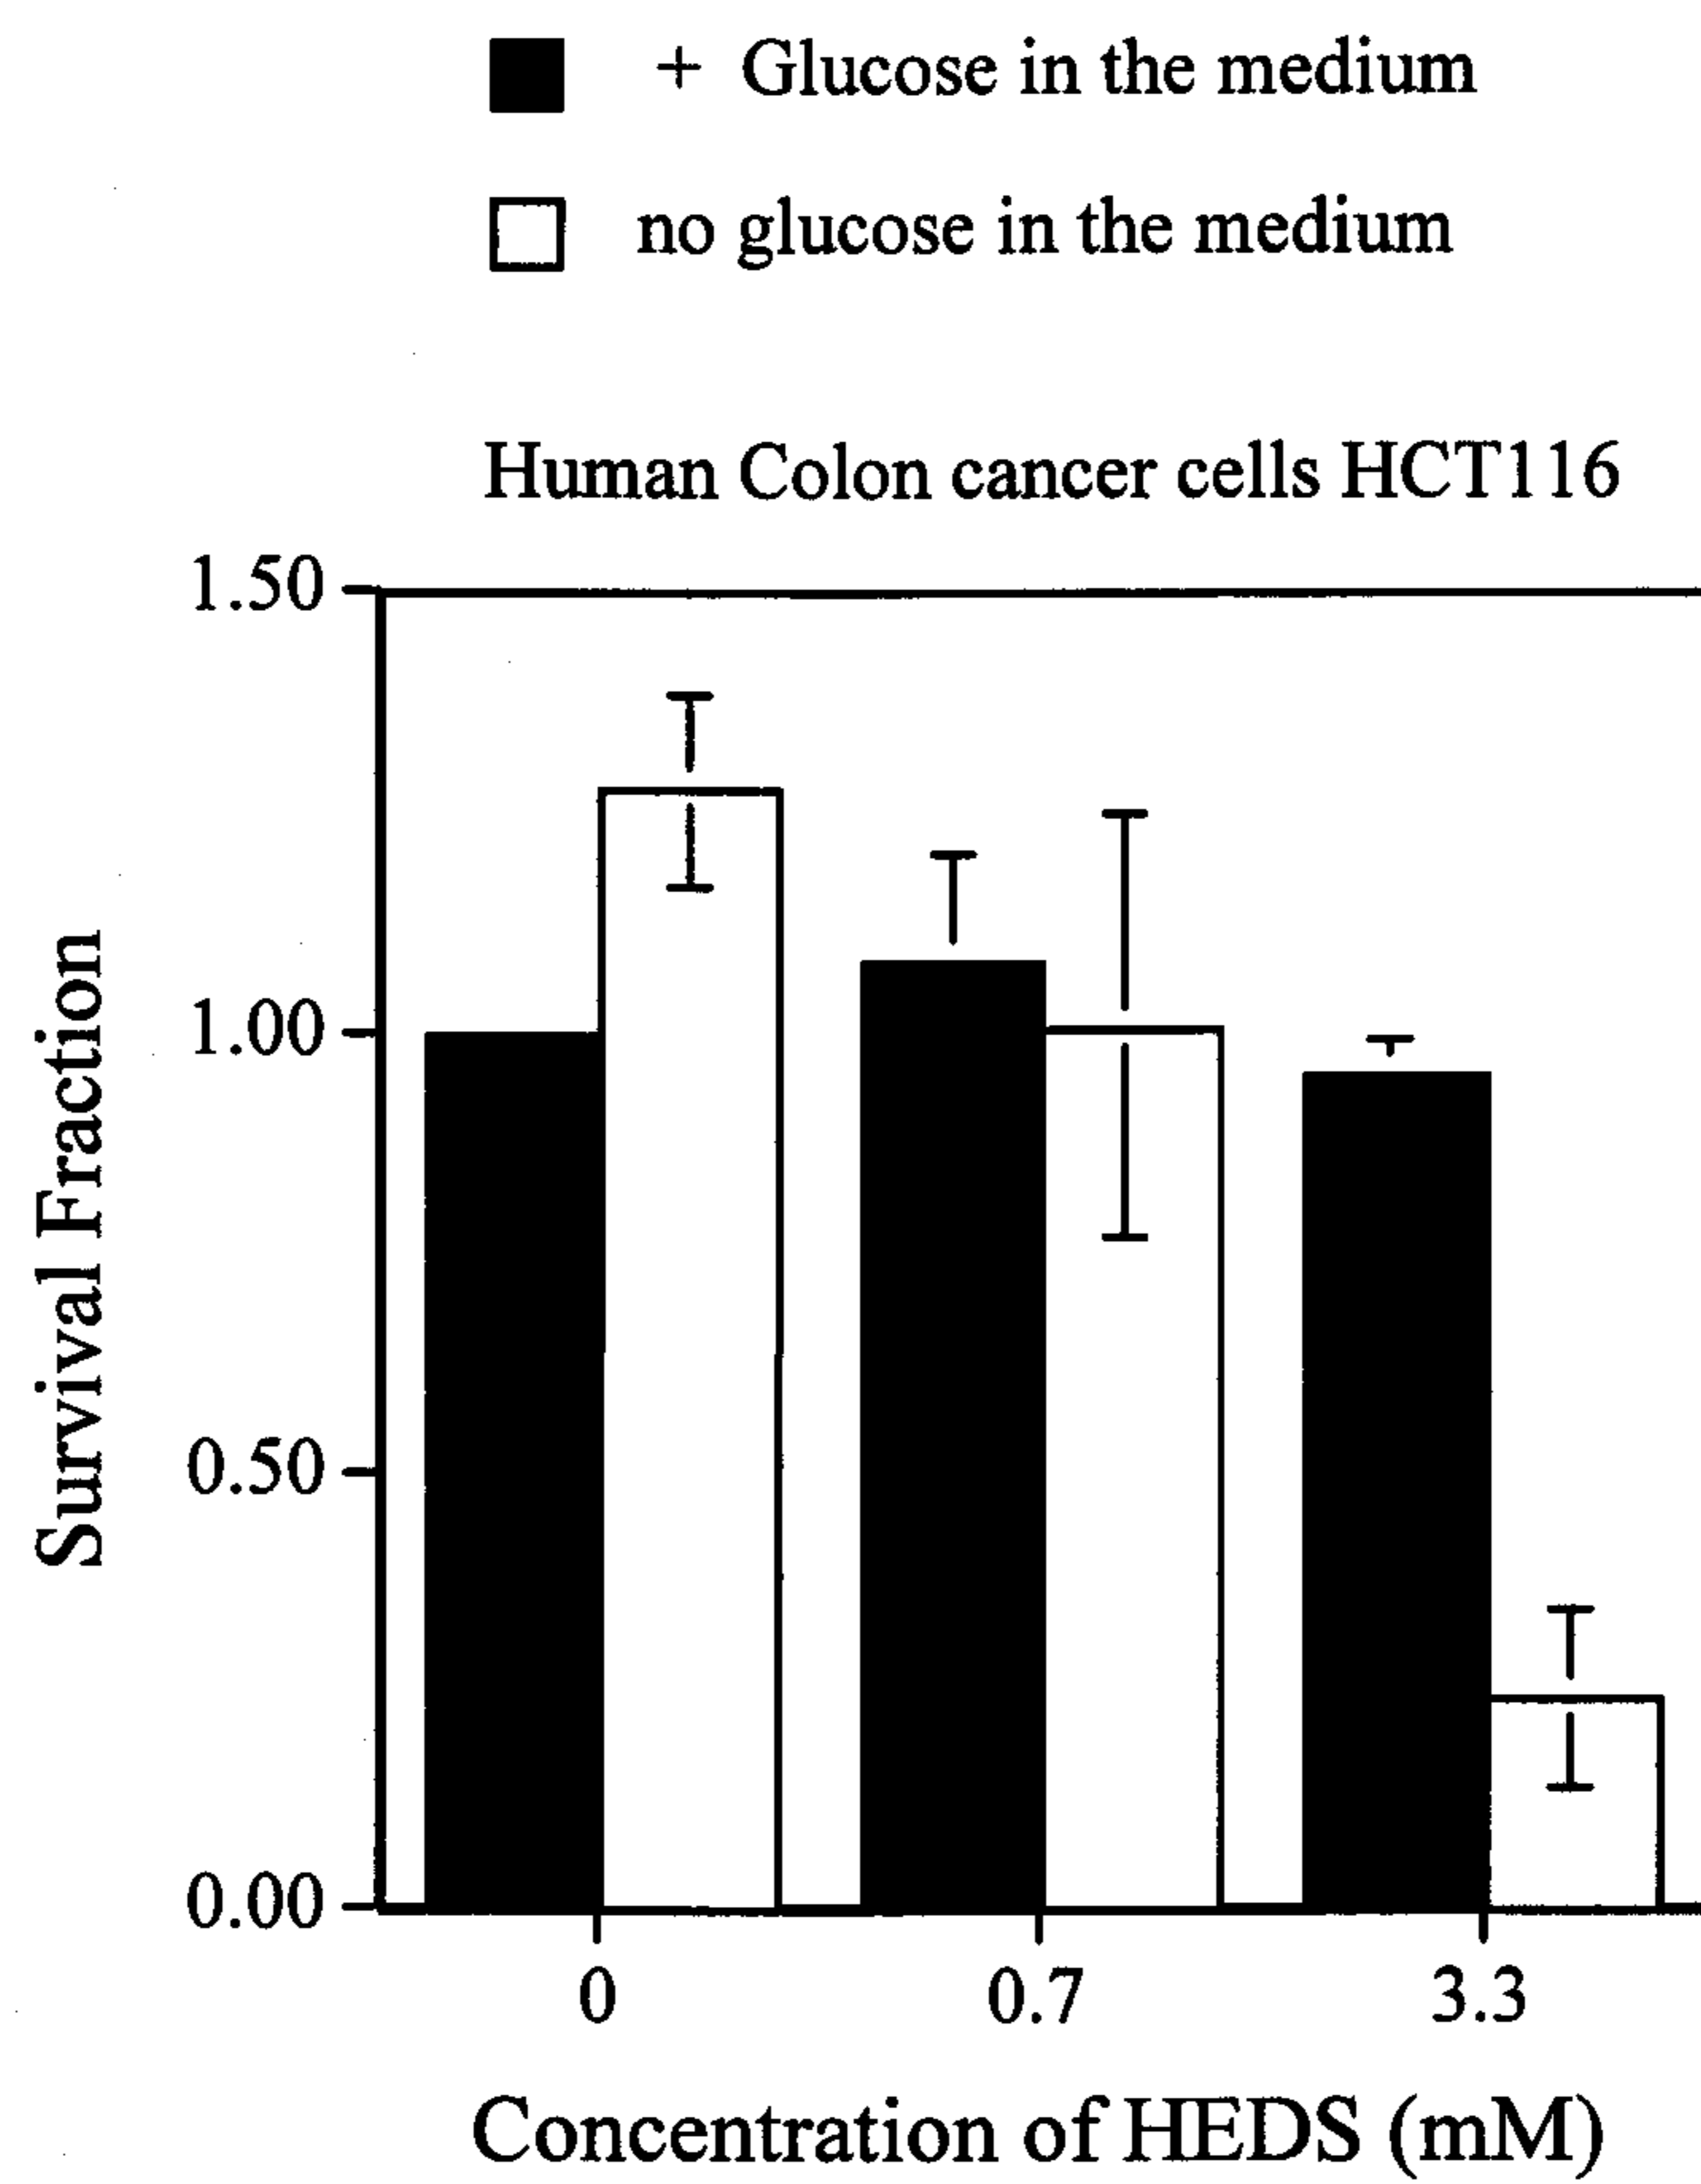 + Glucose in the medium
no glucose in the medium
Human Colon cancer cells HCT116
1.50
1.00
0.50
0.00
Survival Fraction
0 0.7 3.3
Concentration of HEDS (mM)